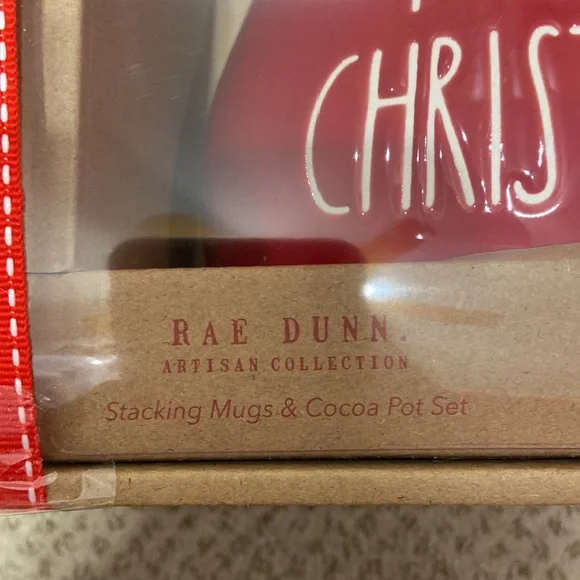 CHRIST
RAE DUNN.
ARTISAN COLLECTION
Stacking Mugs & Cocoa Pot Set